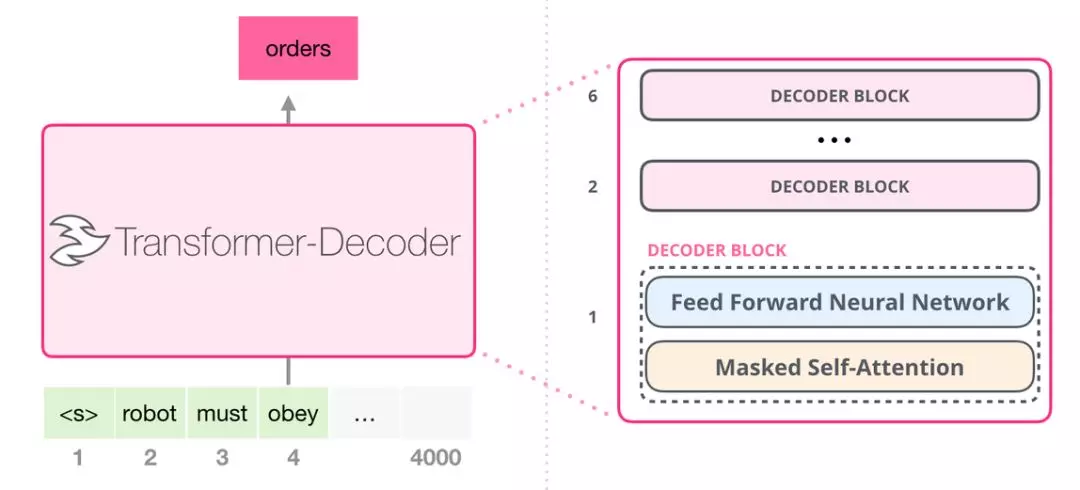 orders
Transformer-Decoder
<s> robot must obey ...
1 2 3 4 4000
6 DECODER BLOCK
...
2 DECODER BLOCK
DECODER BLOCK
1
Feed Forward Neural Network
Masked Self-Attention